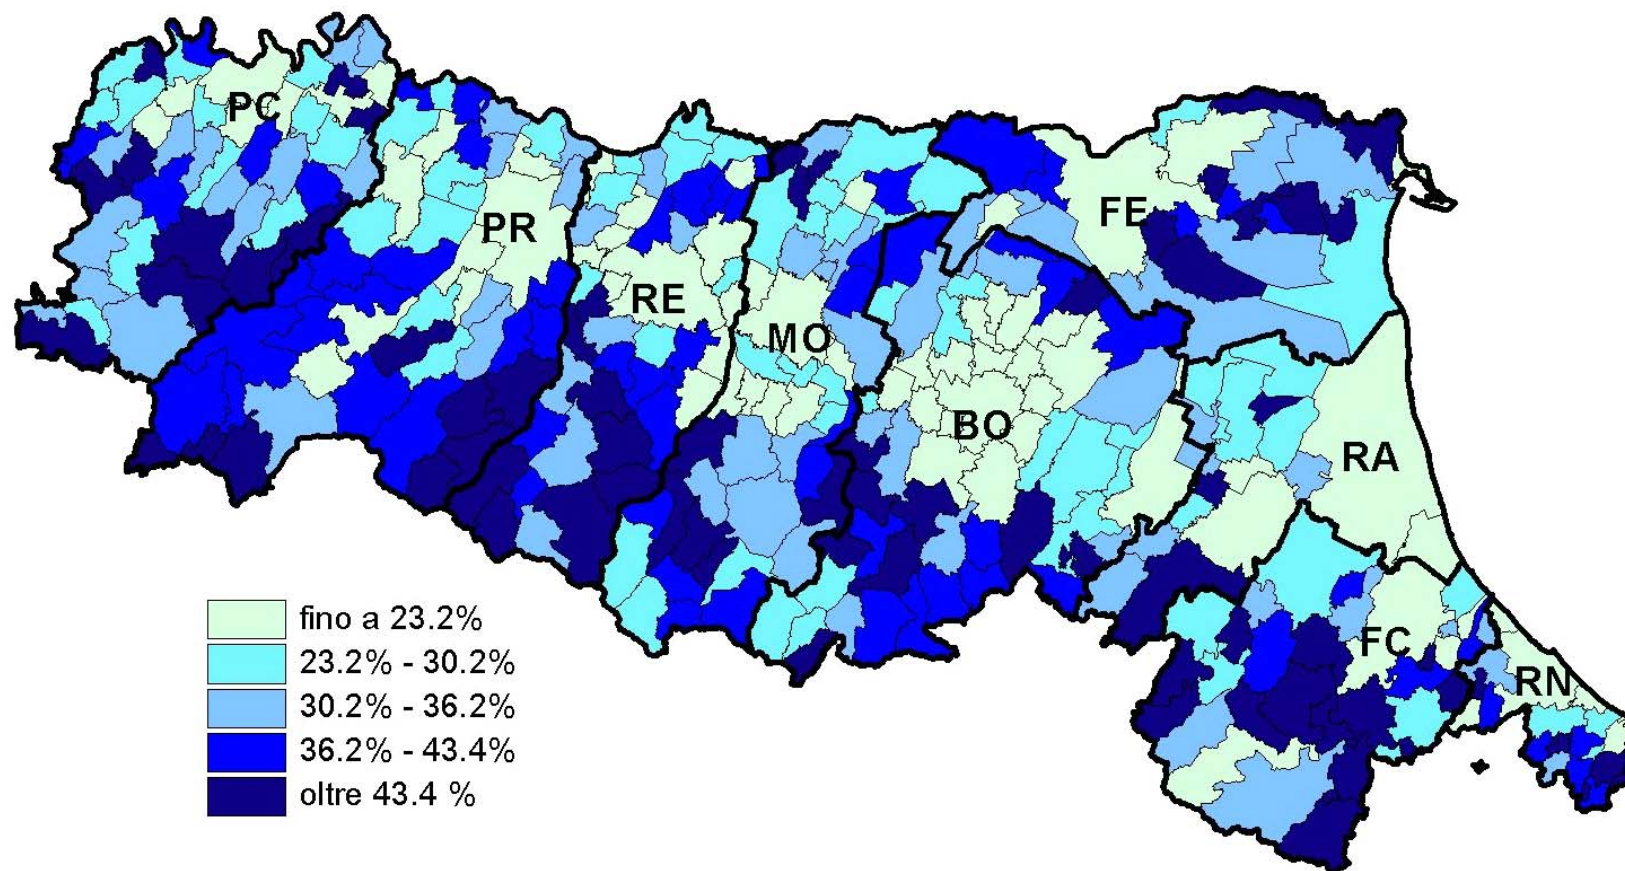 PC
PR
RE
MO
FE
BO
RA
FC
RN
fino a 23.2%
23.2% - 30.2%
30.2% - 36.2%
36.2% - 43.4%
oltre 43.4 %